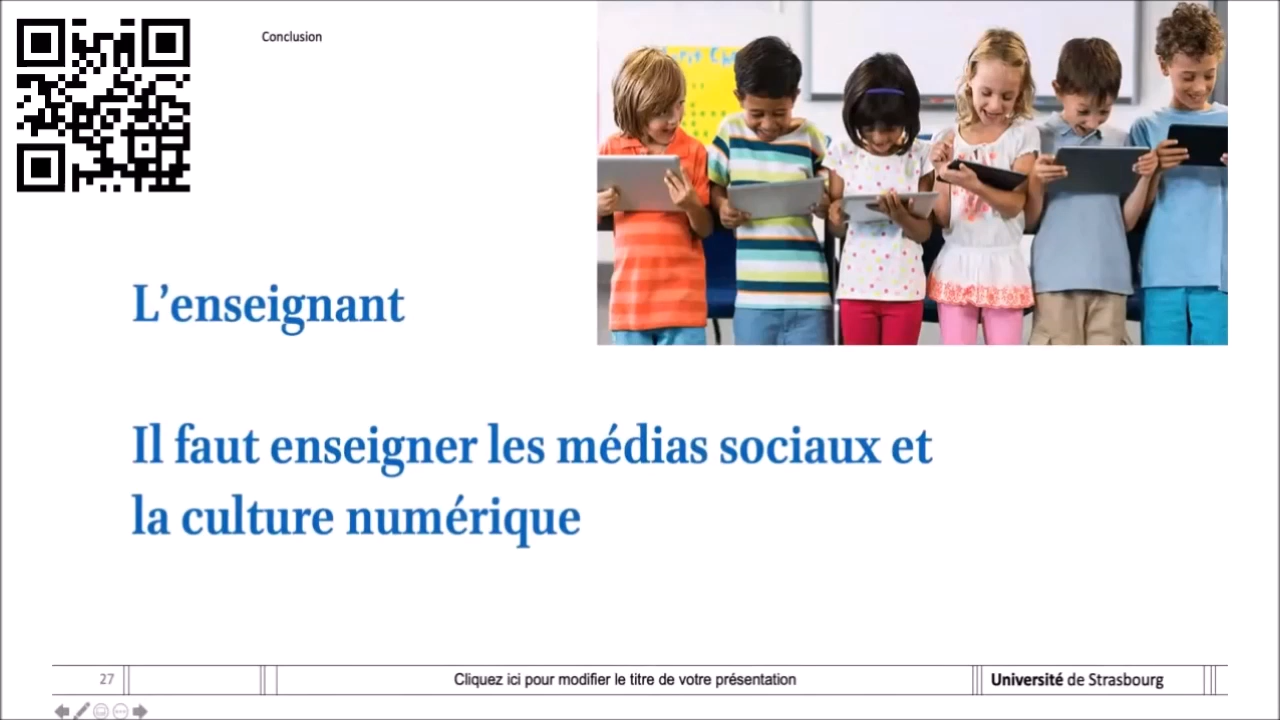 Conclusion
L’enseignant
Il faut enseigner les médias sociaux et
la culture numérique
27
Cliquez ici pour modifier le titre de votre présentation
Université de Strasbourg